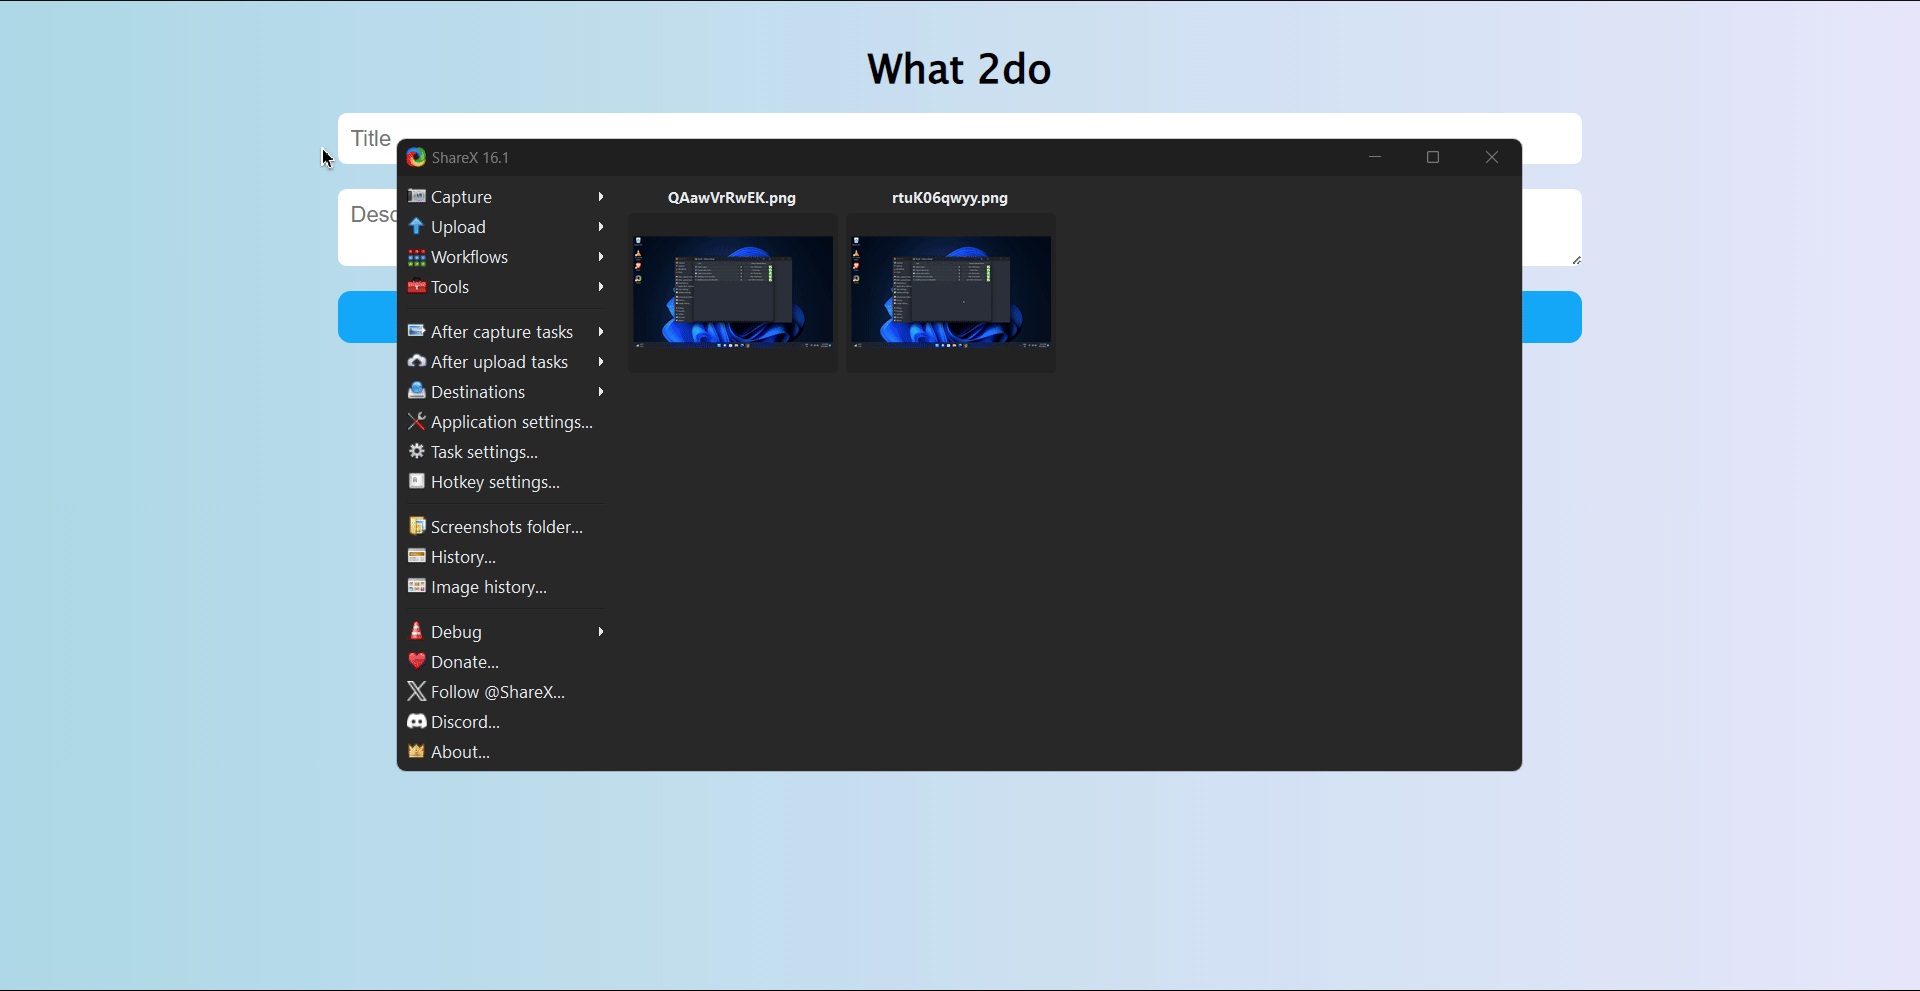 What 2do
Title
ShareX 16.1
Desc
Capture
Upload
Workflows
Tools
After capture tasks
After upload tasks
Destinations
Application settings...
Task settings...
Hotkey settings...
Screenshots folder...
History...
Image history...
Debug
Donate...
Follow @ShareX...
Discord...
About...
QAawVrRwEK.png
rtuK06qwyy.png